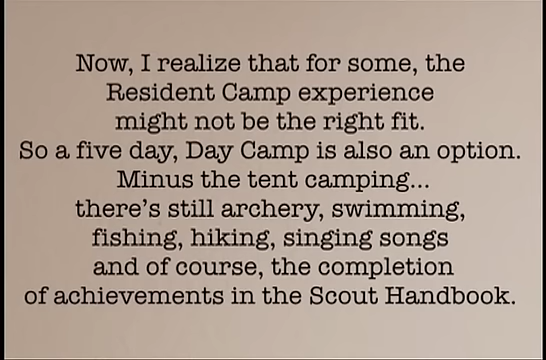 Now, I realize that for some, the
Resident Camp experience
might not be the right fit.
So a five day, Day Camp is also an option.
Minus the tent camping...
there's still archery, swimming,
fishing, hiking, singing songs
and of course, the completion
of achievements in the Scout Handbook.